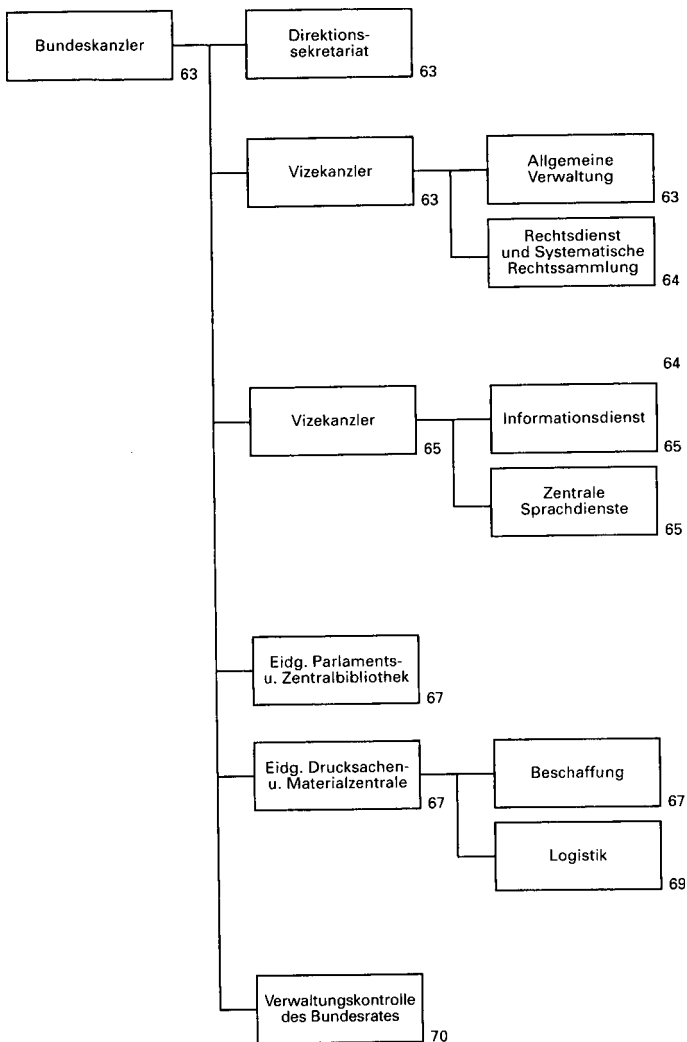 Bundeskanzler
63
Direktions-
sekretariat
63
Vizekanzler
63
Allgemeine
Verwaltung
63
Rechtsdienst
und Systematische
Rechtssammlung
64
64
Vizekanzler
65
Informationsdienst
65
Zentrale
Sprachdienste
65
Eidg. Parlaments-
u. Zentralbibliothek
67
Eidg. Drucksachen-
u. Materialzentrale
67
Beschaffung
67
Logistik
69
Verwaltungskontrolle
des Bundesrates
70